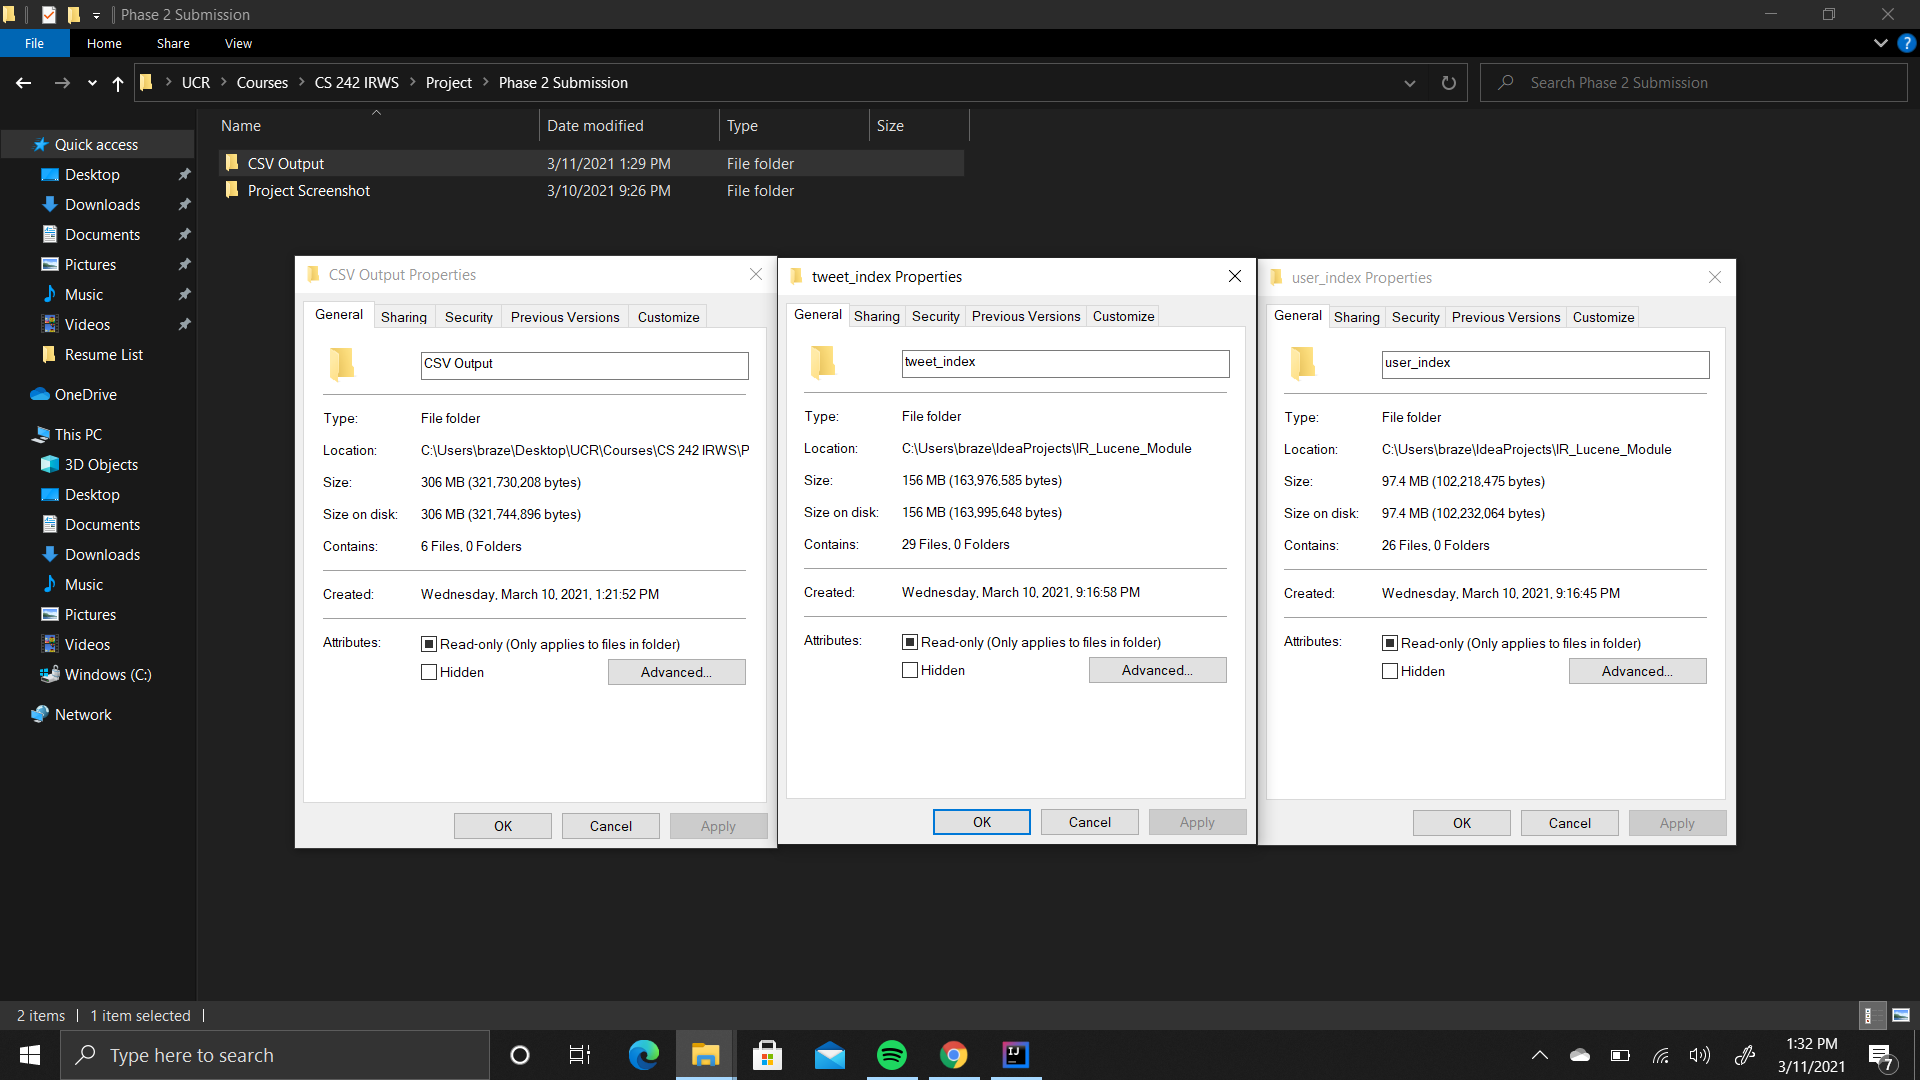 Phase 2 Submission
File Home Share View
UCR Courses CS 242 IRWS Project Phase 2 Submission
Search Phase 2 Submission
Name Date modified Type Size
CSV Output 3/11/2021 1:29 PM File folder
Project Screenshot 3/10/2021 9:26 PM File folder
Quick access
Desktop
Downloads
Documents
Pictures
Music
Videos
Resume List
OneDrive
This PC
3D Objects
Desktop
Documents
Downloads
Music
Pictures
Videos
Windows (C:)
Network
CSV Output Properties
General Sharing Security Previous Versions Customize
CSV Output
Type: File folder
Location: C:\Users\braze\Desktop\UCR\Courses\CS 242 IRWS\P
Size: 306 MB (321,730,208 bytes)
Size on disk: 306 MB (321,744,896 bytes)
Contains: 6 Files, 0 Folders
Created: Wednesday, March 10, 2021, 1:21:52 PM
Attributes: Read-only (Only applies to files in folder)
Hidden Advanced...
OK Cancel Apply
tweet_index Properties
General Sharing Security Previous Versions Customize
tweet_index
Type: File folder
Location: C:\Users\braze\IdeaProjects\IR_Lucene_Module
Size: 156 MB (163,976,585 bytes)
Size on disk: 156 MB (163,995,648 bytes)
Contains: 29 Files, 0 Folders
Created: Wednesday, March 10, 2021, 9:16:58 PM
Attributes: Read-only (Only applies to files in folder)
Hidden Advanced...
OK Cancel Apply
user_index Properties
General Sharing Security Previous Versions Customize
user_index
Type: File folder
Location: C:\Users\braze\IdeaProjects\IR_Lucene_Module
Size: 97.4 MB (102,218,475 bytes)
Size on disk: 97.4 MB (102,232,064 bytes)
Contains: 26 Files, 0 Folders
Created: Wednesday, March 10, 2021, 9:16:45 PM
Attributes: Read-only (Only applies to files in folder)
Hidden Advanced...
OK Cancel Apply
2 items 1 item selected
Type here to search
IJ
1:32 PM
3/11/2021
7